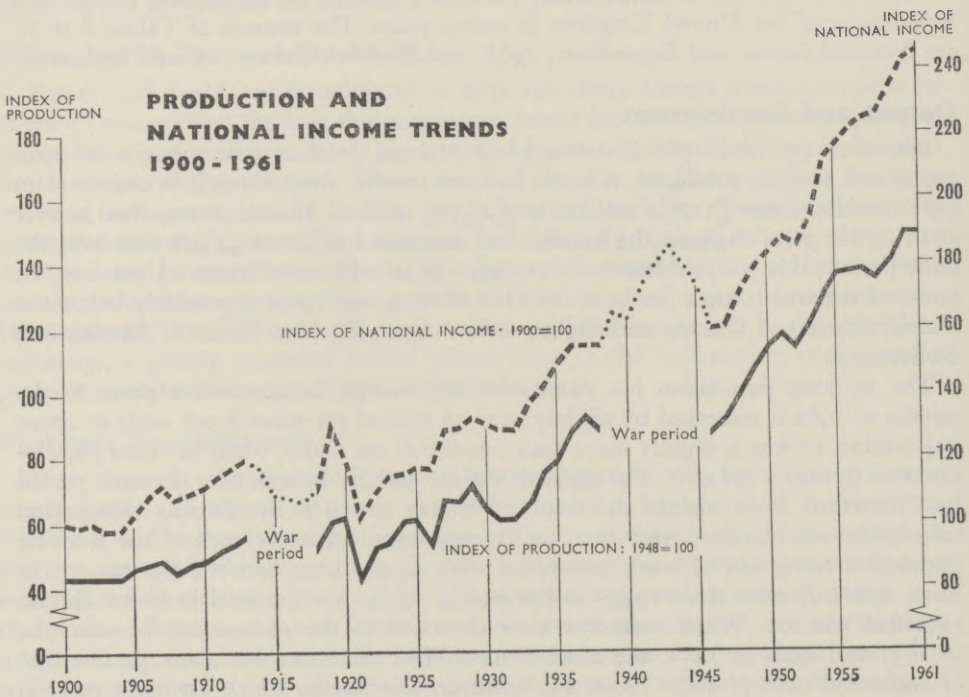 INDEX OF
NATIONAL INCOME
INDEX OF
PRODUCTION
PRODUCTION AND
NATIONAL INCOME TRENDS
1900 - 1961
180
160
140
120
100
80
60
40
0
240
220
200
180
160
140
120
100
80
0
INDEX OF NATIONAL INCOME : 1900=100
War period
War
period
INDEX OF PRODUCTION : 1948=100
1900 1905 1910 1915 1920 1925 1930 1935 1940 1945 1950 1955 1961